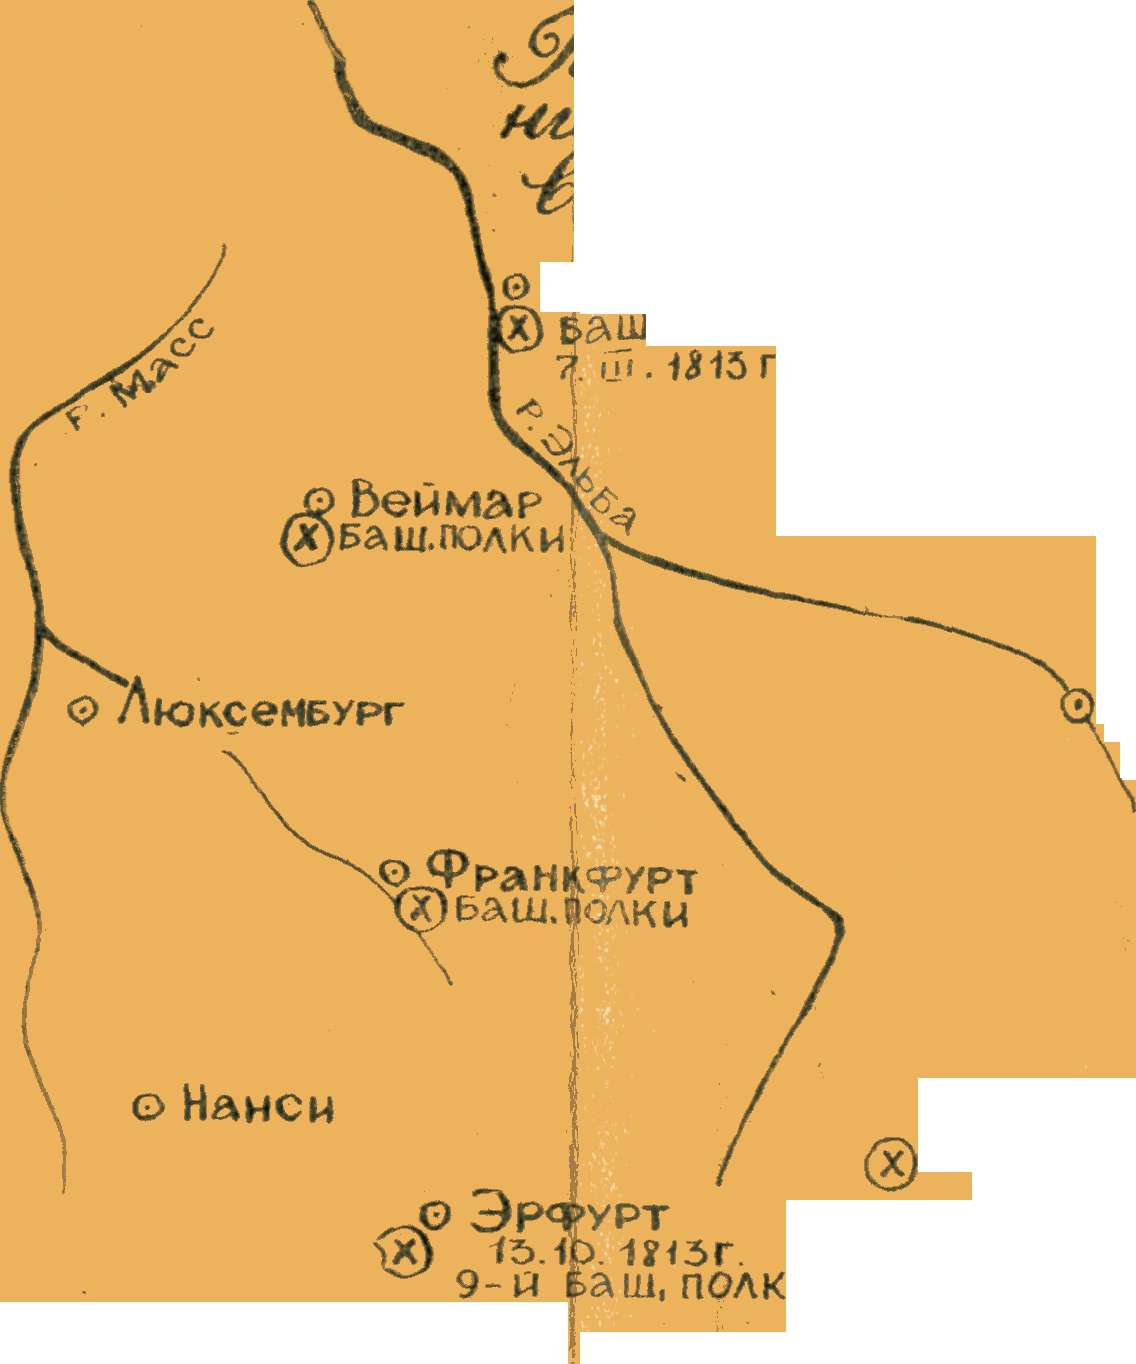 Баш
7. III. 1813 г
р. Масс
р. Эльба
Веймар
Баш. полки
Люксембург
Франкфурт
Баш. полки
Нанси
Эрфурт
13.10. 1813г.
9-й Баш, полк